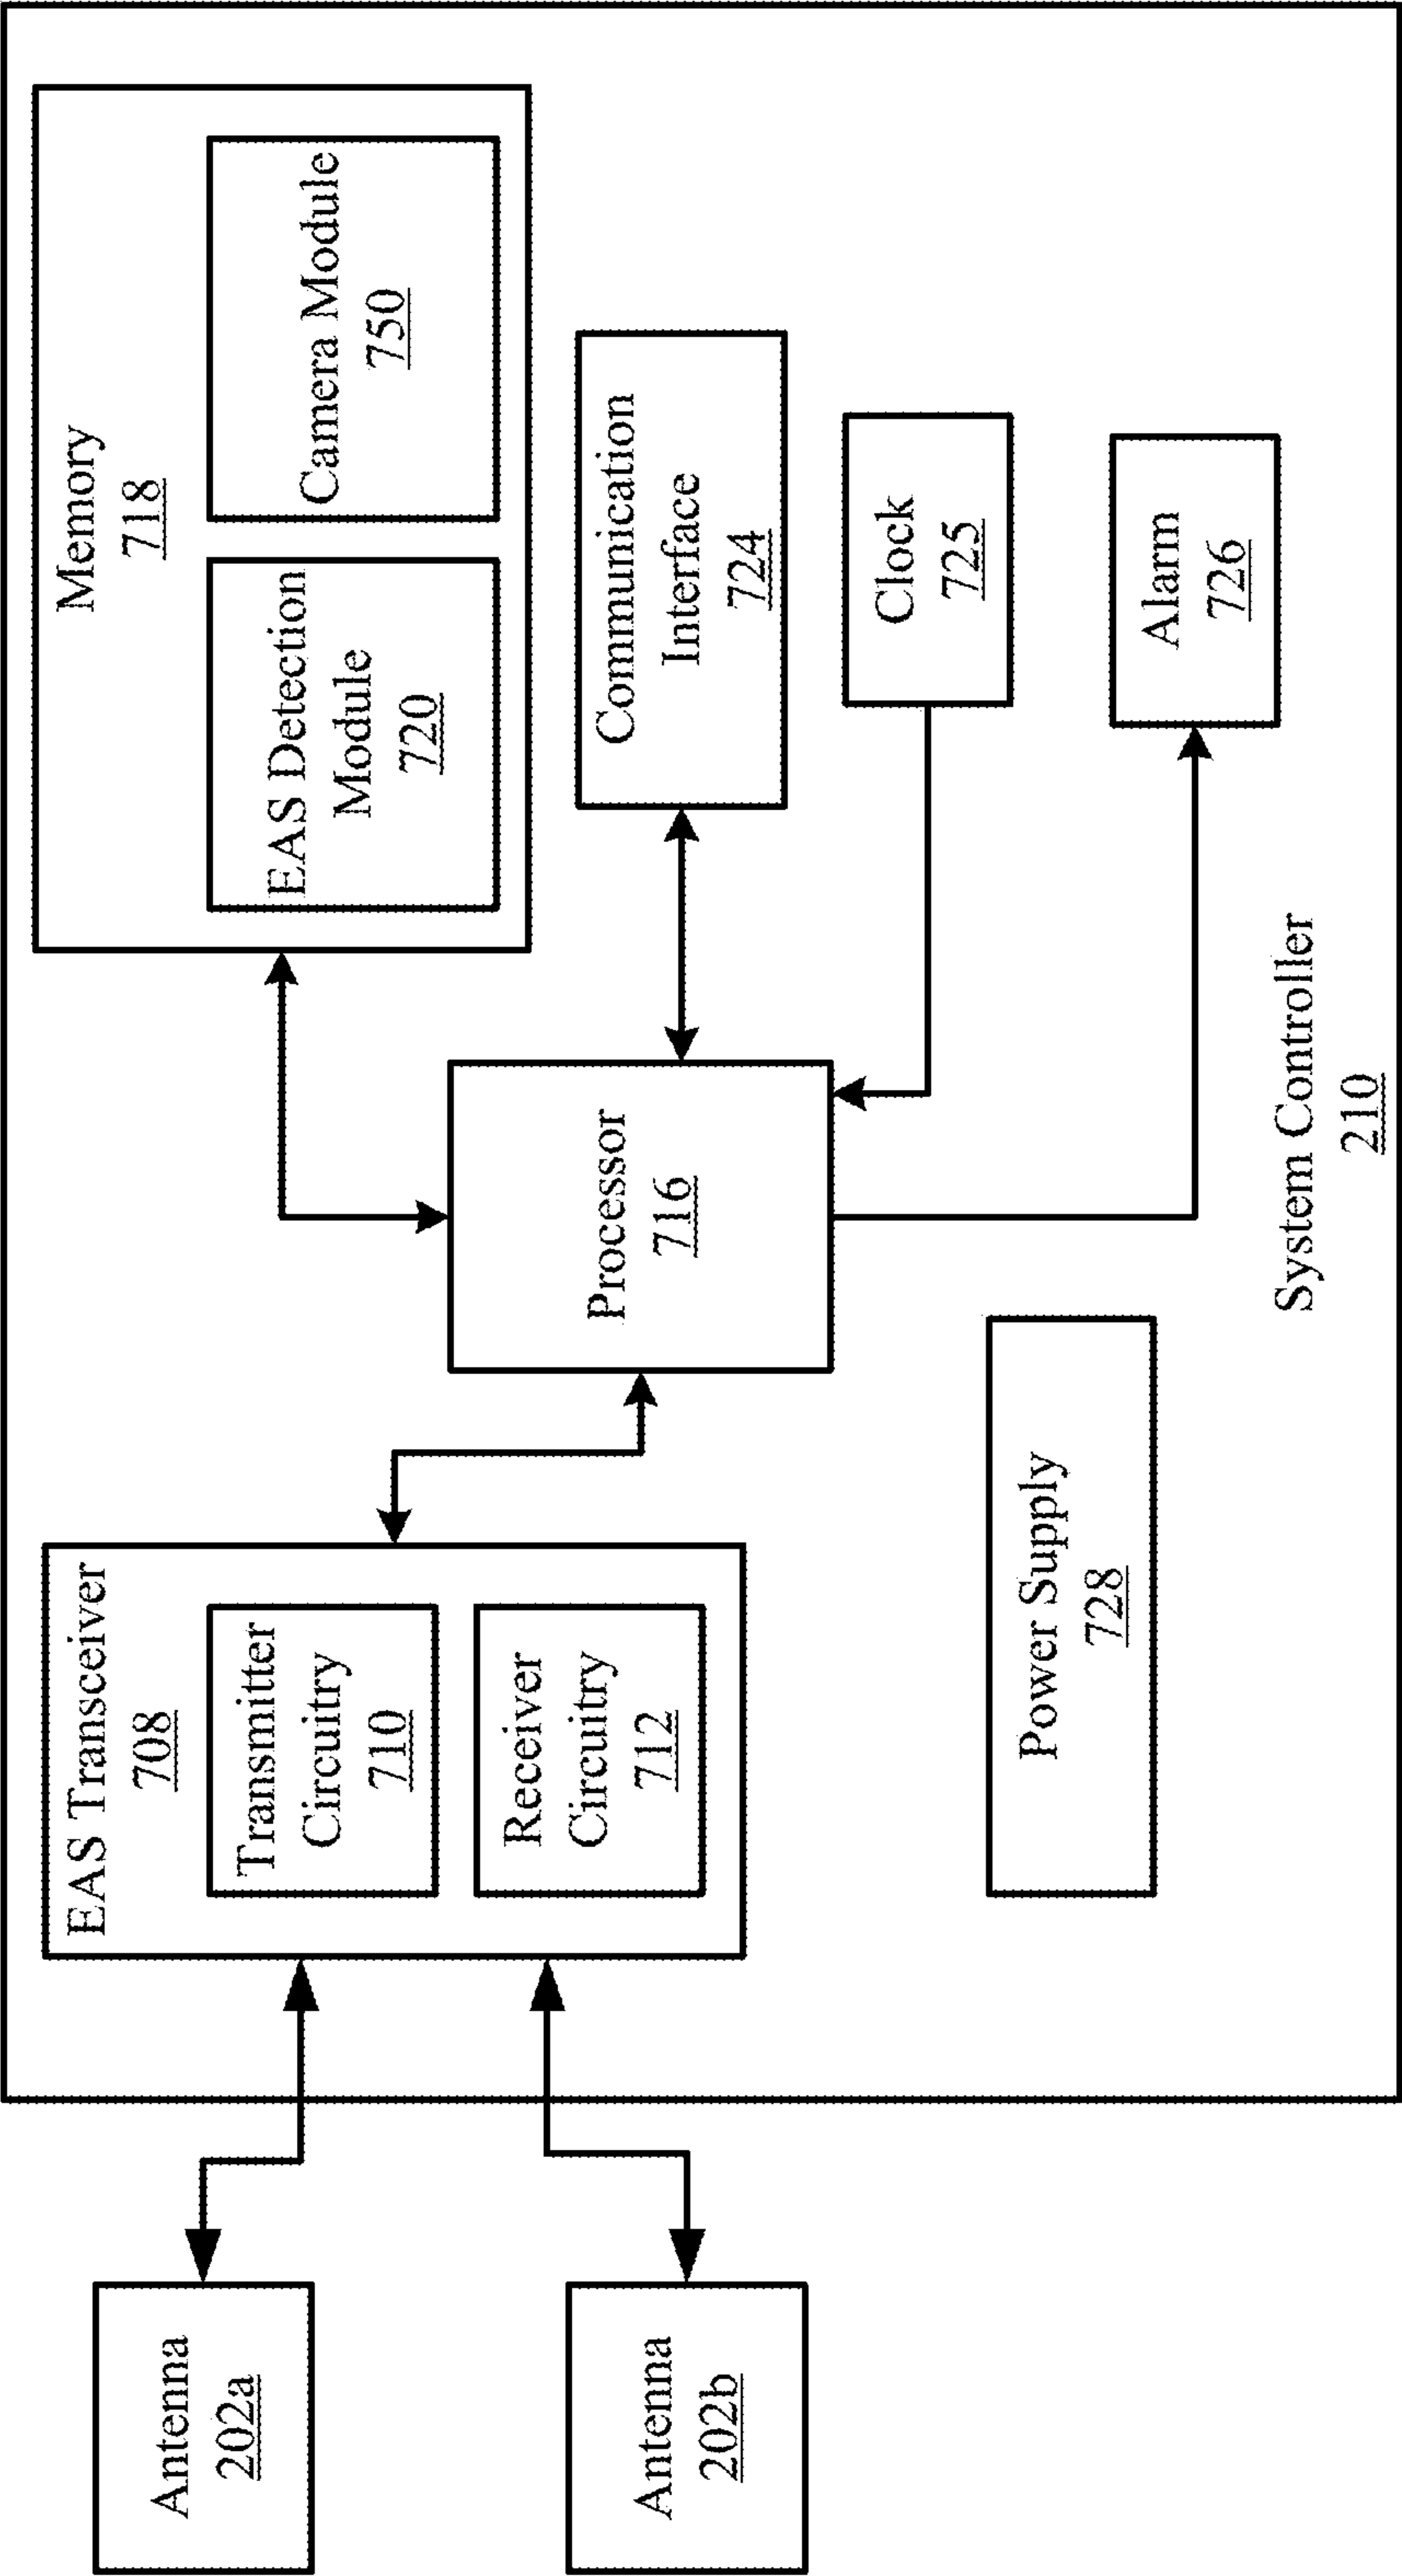 Antenna
202a
Antenna
202b
EAS Transceiver
708
Transmitter
Circuitry
710
Receiver
Circuitry
712
Processor
716
Memory
718
EAS Detection
Module
720
Camera Module
750
Communication
Interface
724
Clock
725
Alarm
726
Power Supply
728
System Controller
210